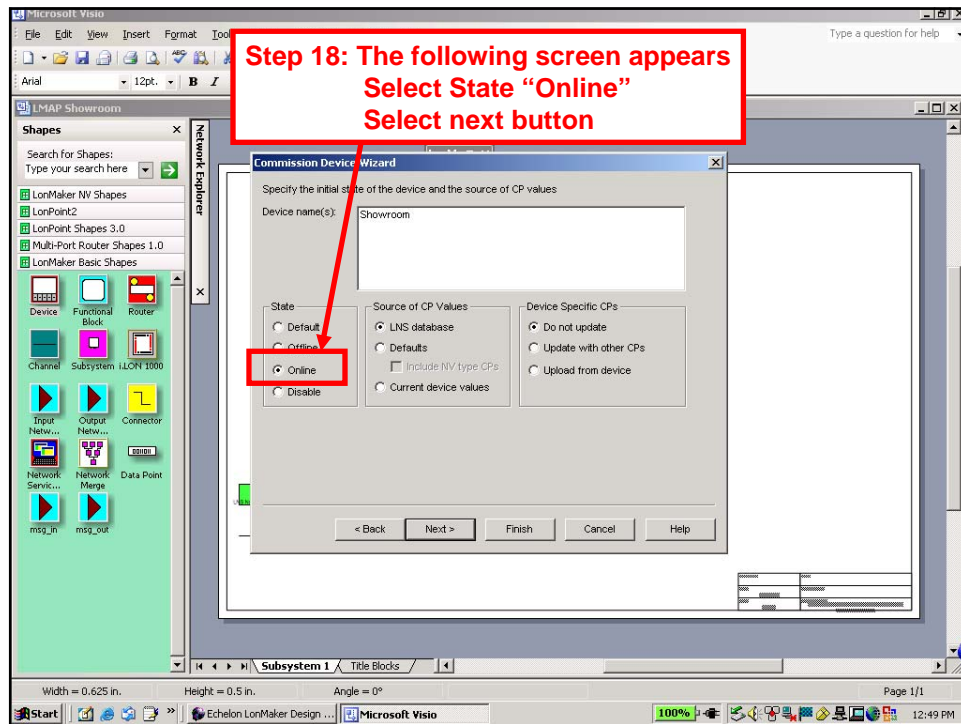 Microsoft Visio
File Edit View Insert Format
Type a question for help
Step 18: The following screen appears
Select State “Online”
Select next button
Arial
12pt.
B I
LMAP Showroom
Shapes
Search for Shapes:
Type your search here
LonMaker NV Shapes
LonPoint2
LonPoint Shapes 3.0
Multi-Port Router Shapes 1.0
LonMaker Basic Shapes
Device
Functional Block
Router
Channel
Subsystem
i.LON 1000
Input Netw...
Output Netw...
Connector
Network Servic...
Network Merge
Data Point
msg_in
msg_out
Network Explorer
Commission Device Wizard
Specify the initial state of the device and the source of CP values
Device name(s):
Showroom
State
Default
Offline
Online
Disable
Source of CP Values
LNS database
Defaults
Include NV type CPs
Current device values
Device Specific CPs
Do not update
Update with other CPs
Upload from device
< Back
Next >
Finish
Cancel
Help
Subsystem 1
Title Blocks
Width = 0.625 in.
Height = 0.5 in.
Angle = 0°
Page 1/1
Start
Echelon LonMaker Design ...
Microsoft Visio
100%
12:49 PM